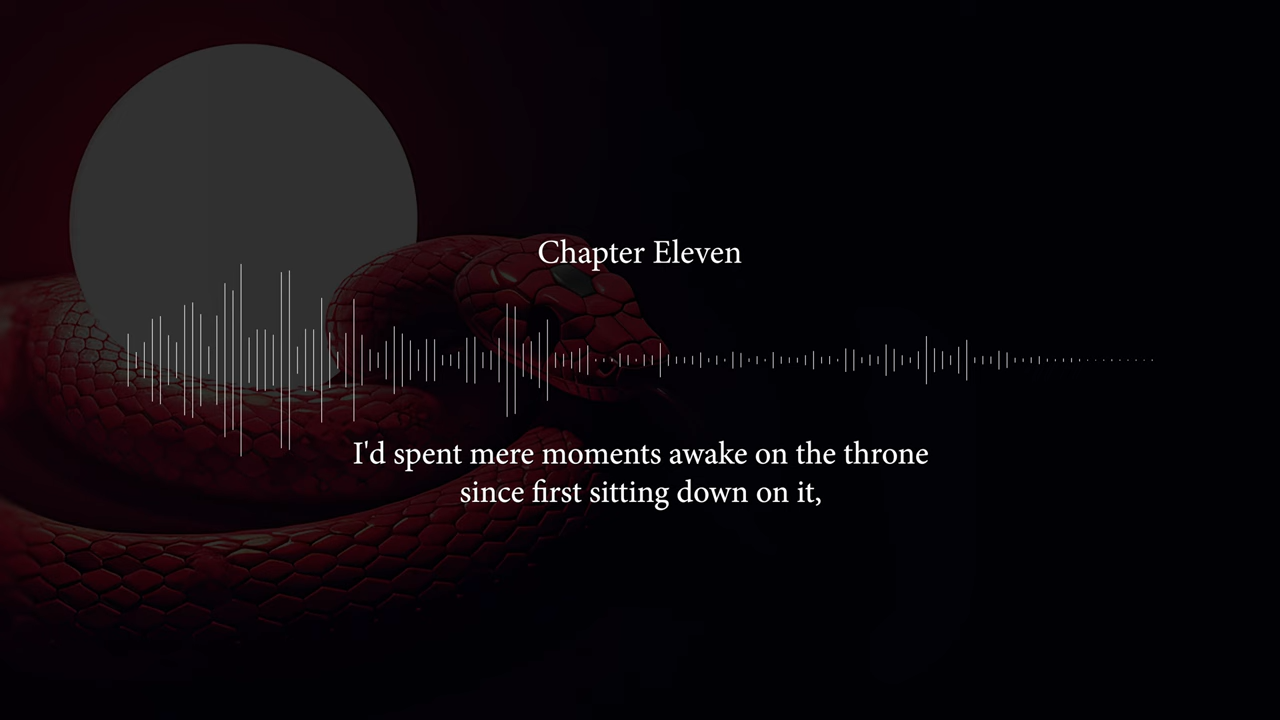 Chapter Eleven
I'd spent mere moments awake on the throne
since first sitting down on it,